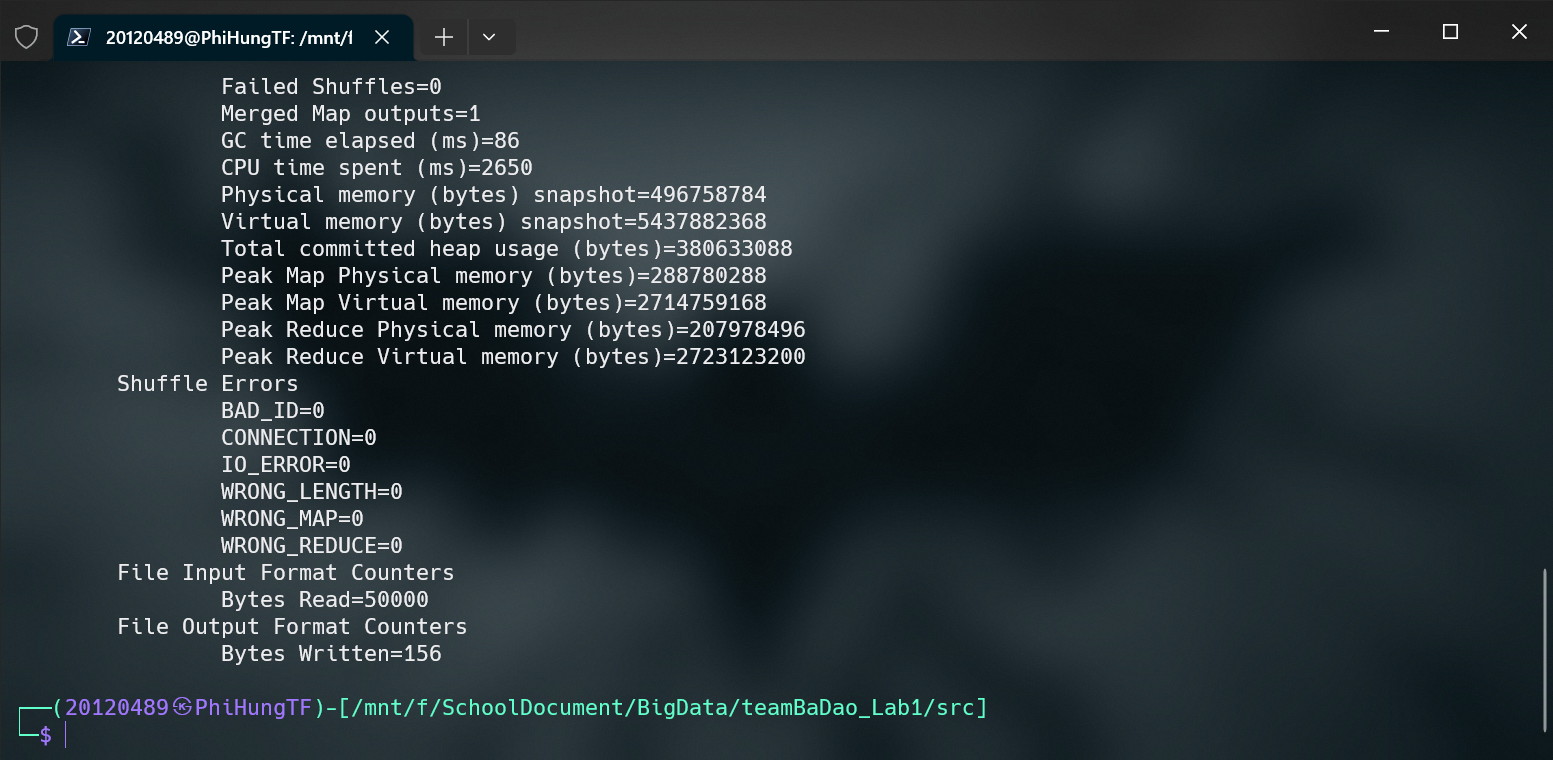 20120489@PhiHungTF: /mnt/f
Failed Shuffles=0
Merged Map outputs=1
GC time elapsed (ms)=86
CPU time spent (ms)=2650
Physical memory (bytes) snapshot=496758784
Virtual memory (bytes) snapshot=5437882368
Total committed heap usage (bytes)=380633088
Peak Map Physical memory (bytes)=288780288
Peak Map Virtual memory (bytes)=2714759168
Peak Reduce Physical memory (bytes)=207978496
Peak Reduce Virtual memory (bytes)=2723123200
Shuffle Errors
BAD_ID=0
CONNECTION=0
IO_ERROR=0
WRONG_LENGTH=0
WRONG_MAP=0
WRONG_REDUCE=0
File Input Format Counters
Bytes Read=50000
File Output Format Counters
Bytes Written=156
┌──(20120489㉿PhiHungTF)-[/mnt/f/SchoolDocument/BigData/teamBaDao_Lab1/src]
└─$